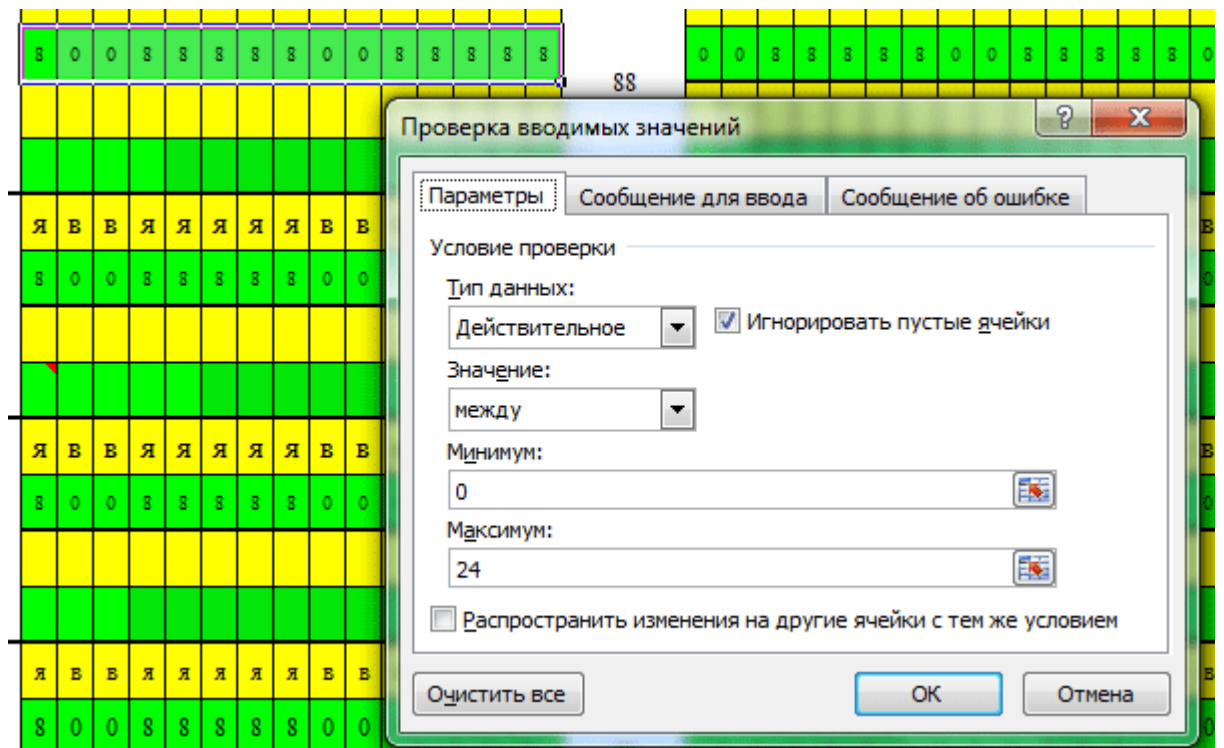 8 0 0 8 8 8 8 8 0 0 8 8 8 8 8 0 0 8 8 8 8 8 0 0 8 8 8 8 8 0
88
Проверка вводимых значений
Параметры Сообщение для ввода Сообщение об ошибке
Я В В Я Я Я Я Я В В В
Условие проверки
8 0 0 8 8 8 8 8 0 0 0
Тип данных:
Действительное Игнорировать пустые ячейки
Значение:
между
Я В В Я Я Я Я Я В В В
Минимум:
8 0 0 8 8 8 8 8 0 0 0
0
Максимум:
24
Распространить изменения на другие ячейки с тем же условием
Я В В Я Я Я Я Я В В В
Очистить все ОК Отмена
8 0 0 8 8 8 8 8 0 0 0